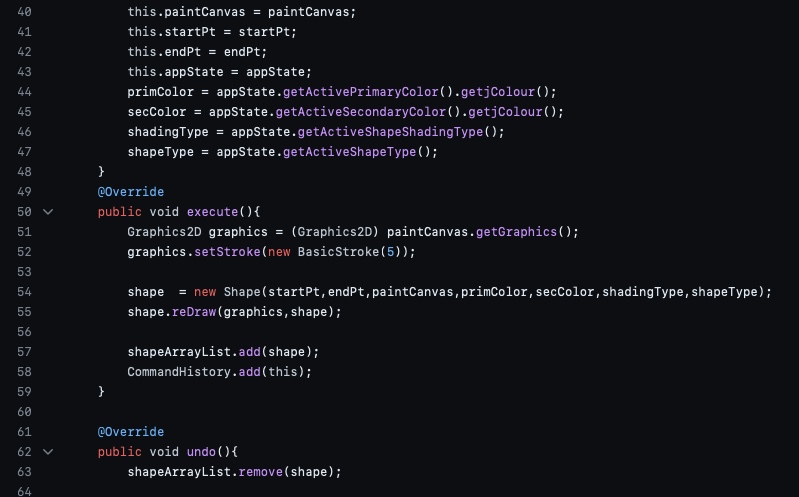 40 this.paintCanvas = paintCanvas;
41 this.startPt = startPt;
42 this.endPt = endPt;
43 this.appState = appState;
44 primColor = appState.getActivePrimaryColor().getjColour();
45 secColor = appState.getActiveSecondaryColor().getjColour();
46 shadingType = appState.getActiveShapeShadingType();
47 shapeType = appState.getActiveShapeType();
48 }
49 @Override
50 public void execute(){
51 Graphics2D graphics = (Graphics2D) paintCanvas.getGraphics();
52 graphics.setStroke(new BasicStroke(5));
53
54 shape  = new Shape(startPt,endPt,paintCanvas,primColor,secColor,shadingType,shapeType);
55 shape.reDraw(graphics,shape);
56
57 shapeArrayList.add(shape);
58 CommandHistory.add(this);
59 }
60
61 @Override
62 public void undo(){
63 shapeArrayList.remove(shape);
64